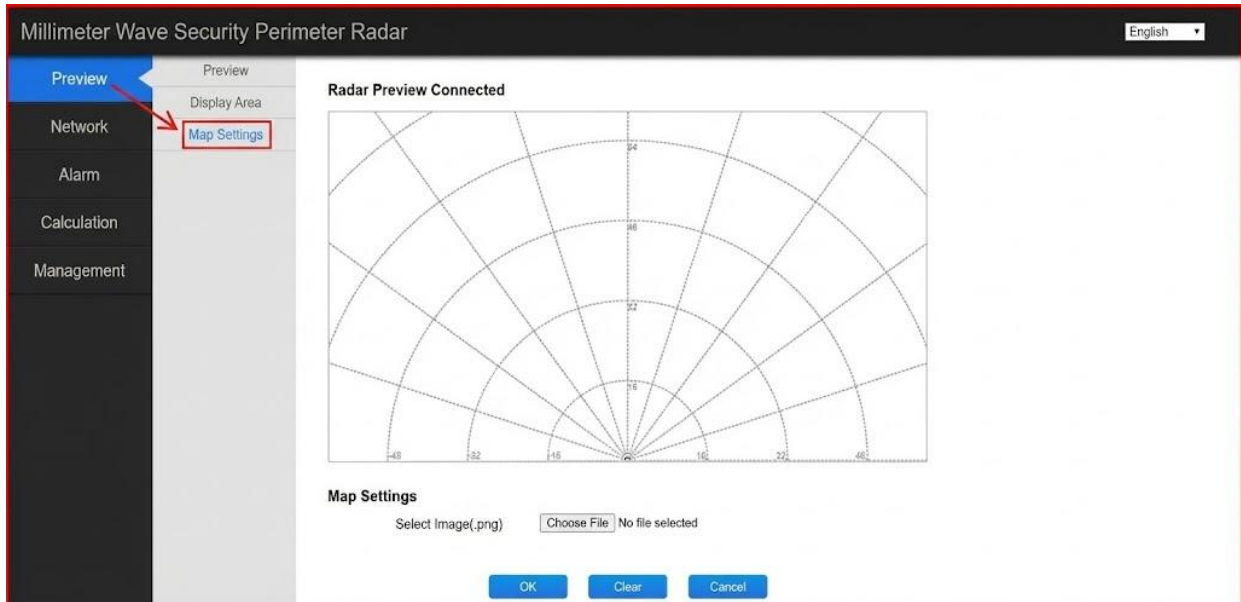 Millimeter Wave Security Perimeter Radar
English
Preview
Network
Alarm
Calculation
Management
Preview
Display Area
Map Settings
Radar Preview Connected
64
48
32
16
-48 -32 -16 16 22 48
Map Settings
Select Image(.png) Choose File No file selected
OK Clear Cancel